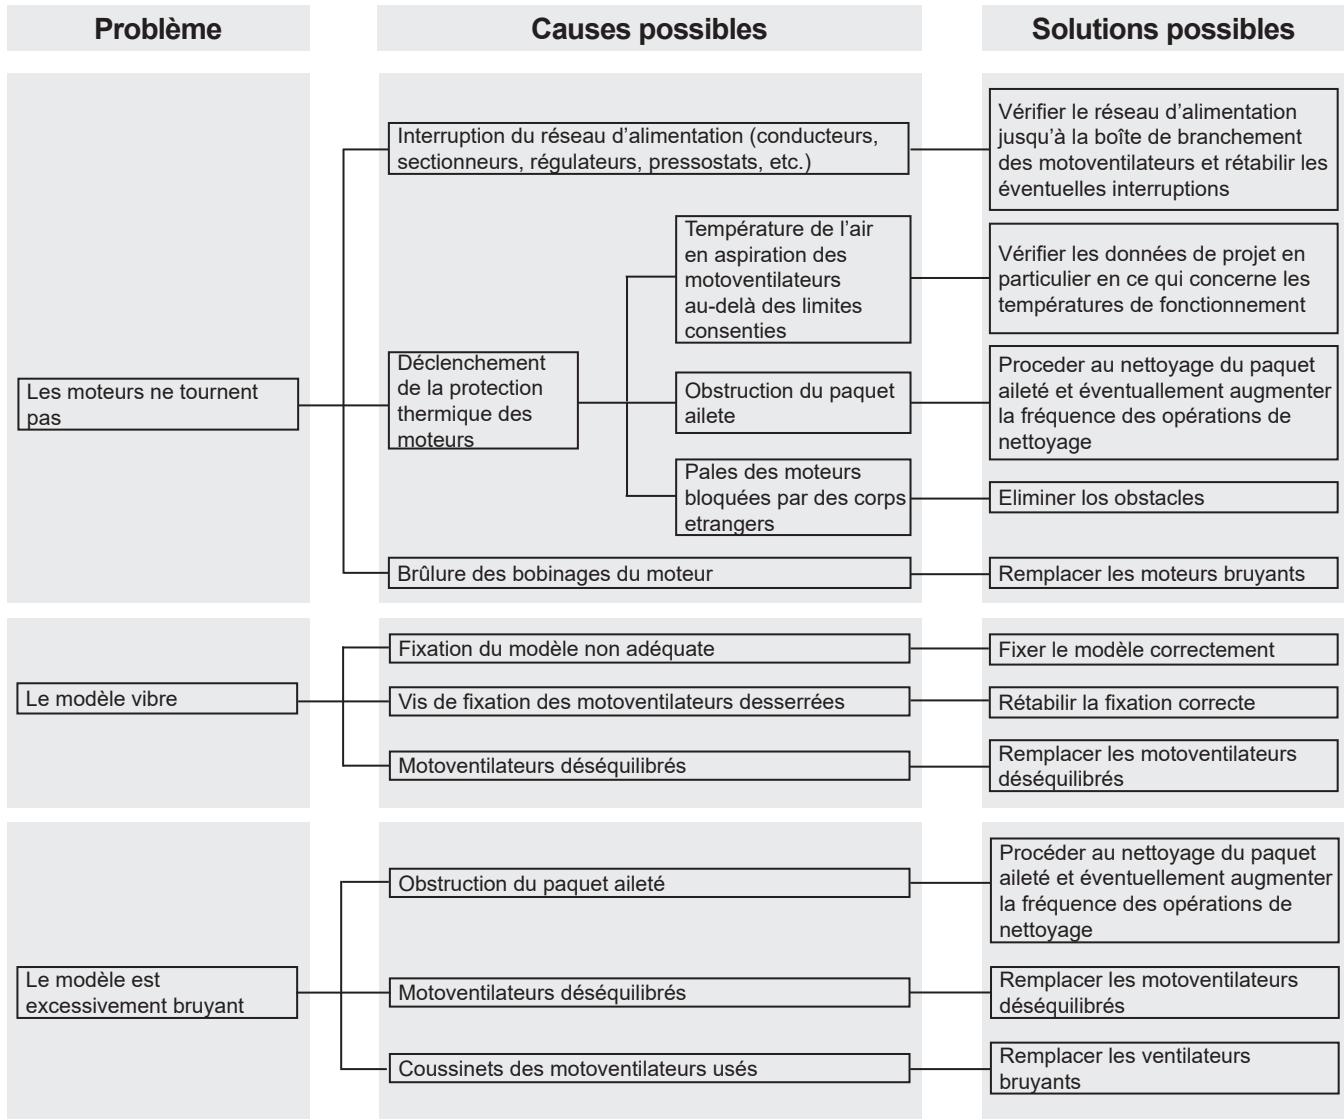 Problème
Causes possibles
Solutions possibles
Les moteurs ne tournent
pas
Interruption du réseau d'alimentation (conducteurs,
sectionneurs, régulateurs, pressostats, etc.)
Vérifier le réseau d'alimentation
jusqu'à la boîte de branchement
des motoventilateurs et rétabilir les
éventuelles interruptions
Déclenchement
de la protection
thermique des
moteurs
Température de l'air
en aspiration des
motoventilateurs
au-delà des limites
consenties
Vérifier les données de projet en
particulier en ce qui concerne les
températures de fonctionnement
Obstruction du paquet
ailete
Proceder au nettoyage du paquet
aileté et éventuallement augmenter
la fréquence des opérations de
nettoyage
Pales des moteurs
bloquées par des corps
etrangers
Eliminer los obstacles
Brûlure des bobinages du moteur
Remplacer les moteurs bruyants
Le modèle vibre
Fixation du modèle non adéquate
Fixer le modèle correctement
Vis de fixation des motoventilateurs desserrées
Rétabilir la fixation correcte
Motoventilateurs déséquilibrés
Remplacer les motoventilateurs
déséquilibrés
Le modèle est
excessivement bruyant
Obstruction du paquet aileté
Procéder au nettoyage du paquet
aileté et éventuellement augmenter
la fréquence des opérations de
nettoyage
Motoventilateurs déséquilibrés
Remplacer les motoventilateurs
déséquilibrés
Coussinets des motoventilateurs usés
Remplacer les ventilateurs
bruyants